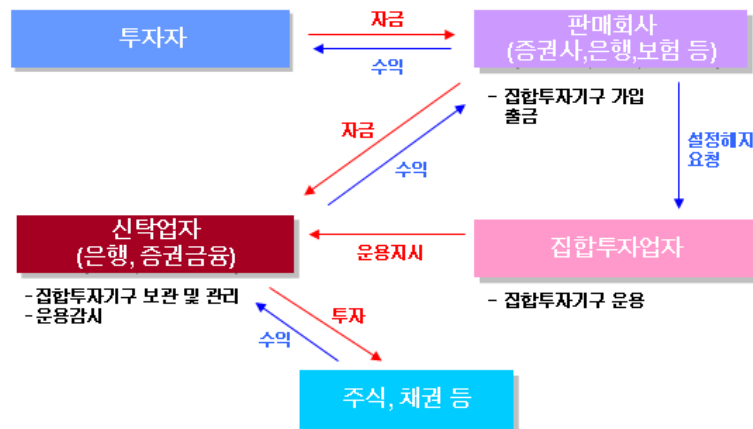 투자자
자금
수익
판매회사
(증권사,은행,보험 등)
- 집합투자기구 가입
출금
자금
수익
설정해지
요청
신탁업자
(은행, 증권금융)
운용지시
집합투자업자
-집합투자기구 보관 및 관리
-운용감시
- 집합투자기구 운용
투자
수익
주식, 채권 등